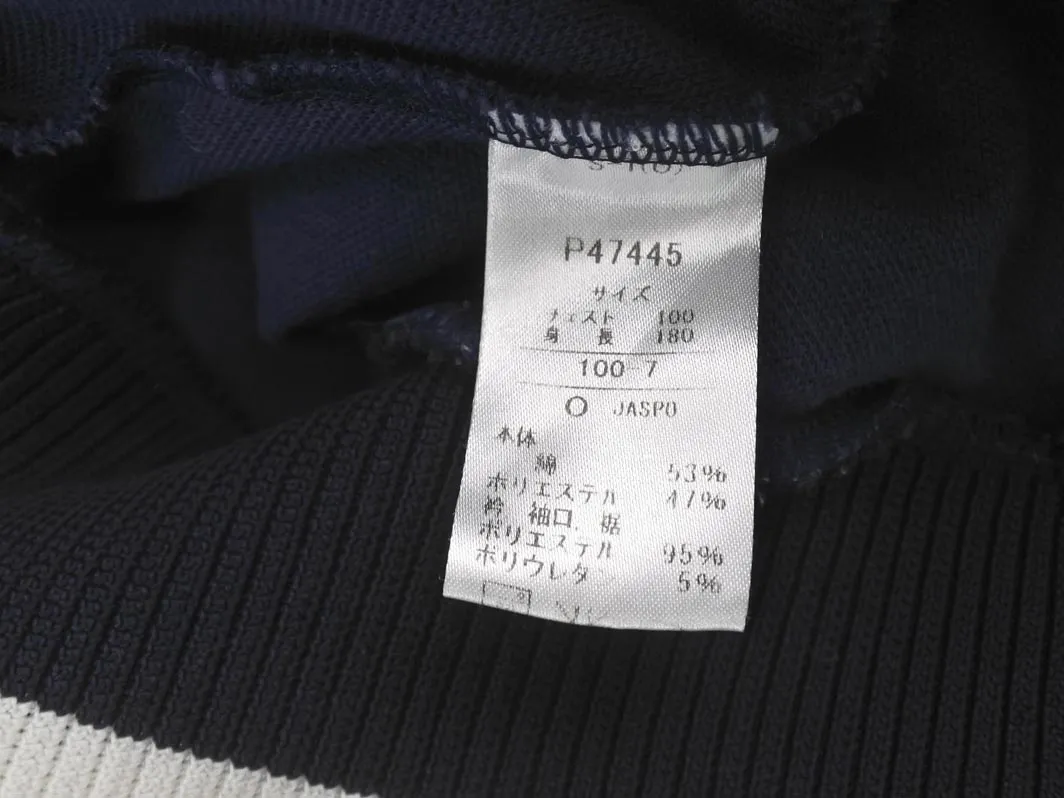 P47445
サイズ
チェスト 100
身 長 180
100-7
O JASPO
本体
綿 53%
ポリエステル 47%
衿 袖口, 裾
ポリエステル 95%
ポリウレタ 5%